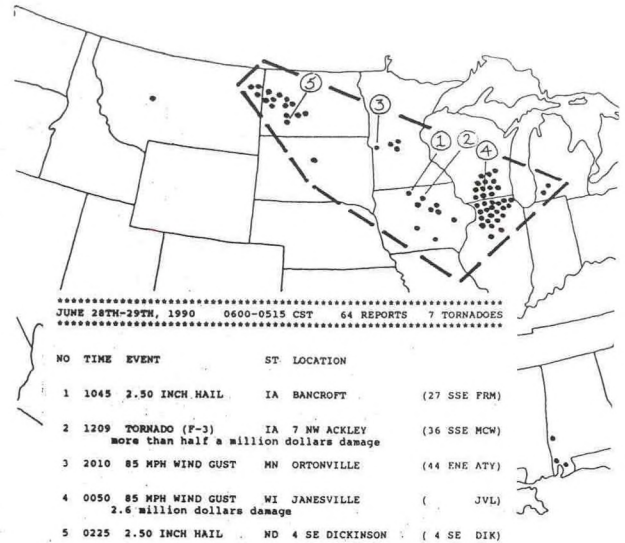 5
3
1 2 4
JUNE 28TH-29TH, 1990 0600-0515 CST 64 REPORTS 7 TORNADOES
NO TIME EVENT ST LOCATION
1 1045 2.50 INCH HAIL IA BANCROFT (27 SSE FRM)
2 1209 TORNADO (F-3) IA 7 NW ACKLEY (36 SSE MCW)
more than half a million dollars damage
3 2010 85 MPH WIND GUST MN ORTONVILLE (44 ENE ATY)
4 0050 85 MPH WIND GUST WI JANESVILLE ( JVL)
2.6 million dollars damage
5 0225 2.50 INCH HAIL ND 4 SE DICKINSON ( 4 SE DIK)